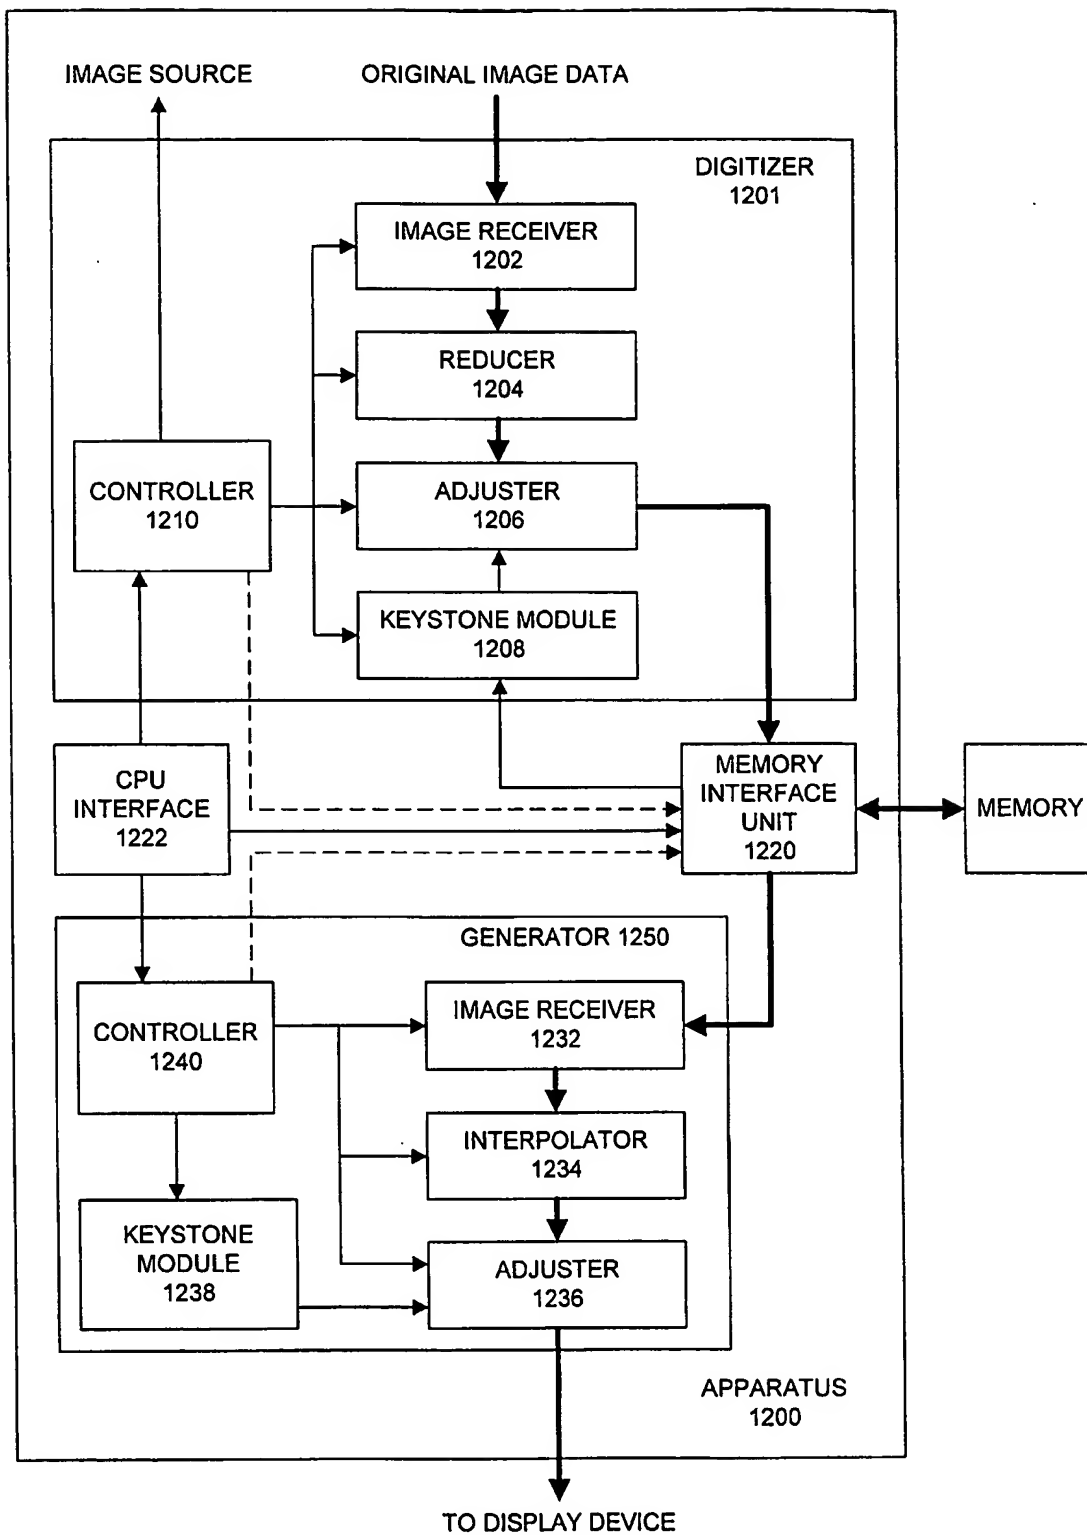 IMAGE SOURCE
ORIGINAL IMAGE DATA
DIGITIZER
1201
IMAGE RECEIVER
1202
REDUCER
1204
CONTROLLER
1210
ADJUSTER
1206
KEYSTONE MODULE
1208
CPU
INTERFACE
1222
MEMORY
INTERFACE
UNIT
1220
MEMORY
GENERATOR 1250
CONTROLLER
1240
IMAGE RECEIVER
1232
INTERPOLATOR
1234
KEYSTONE
MODULE
1238
ADJUSTER
1236
APPARATUS
1200
TO DISPLAY DEVICE